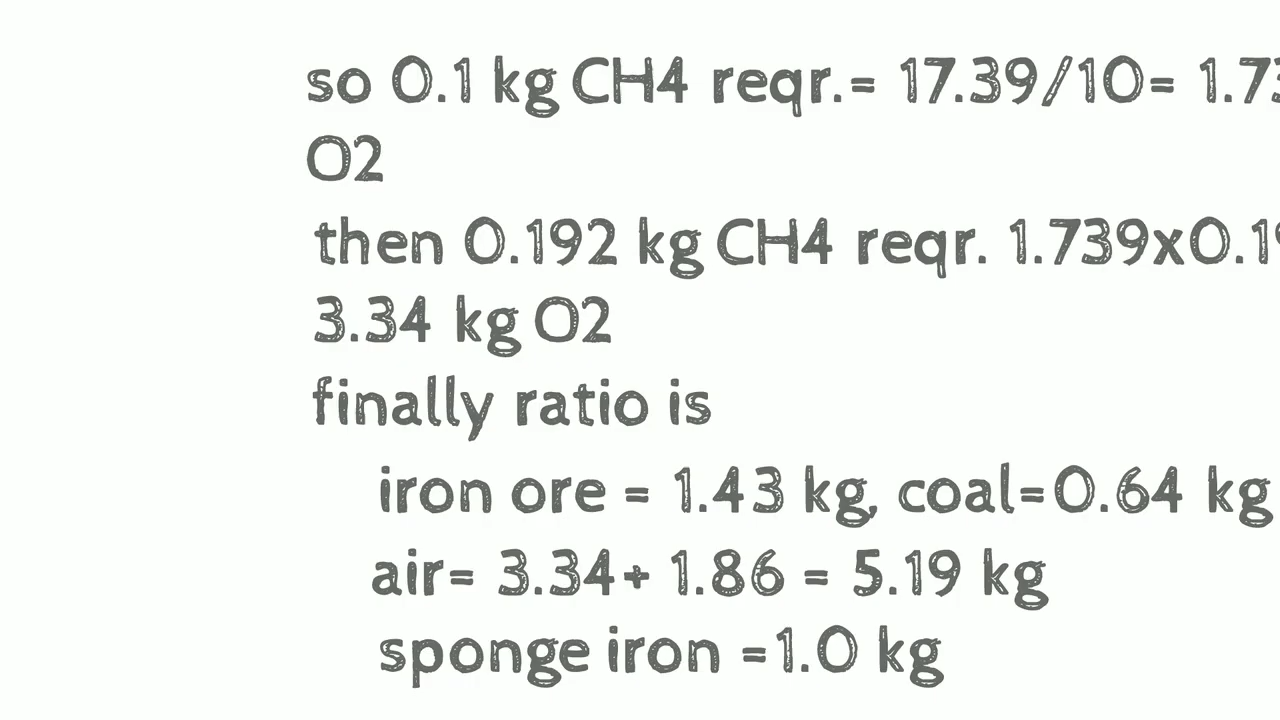 so 0.1 kg CH4 reqr.= 17.39/10= 1.73
O2
then 0.192 kg CH4 reqr. 1.739x0.19
3.34 kg O2
finally ratio is
iron ore = 1.43 kg, coal=0.64 kg
air= 3.34+ 1.86 = 5.19 kg
sponge iron =1.0 kg